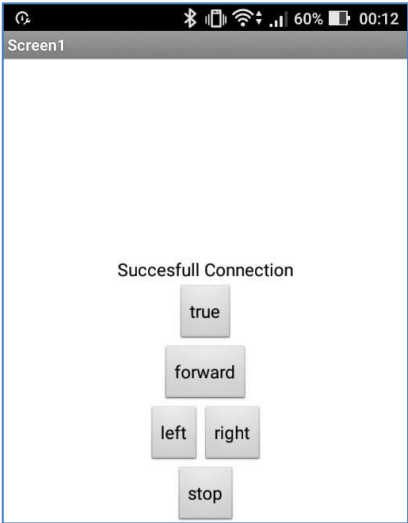 60% 00:12
Screen1
Succesfull Connection
true
forward
left right
stop